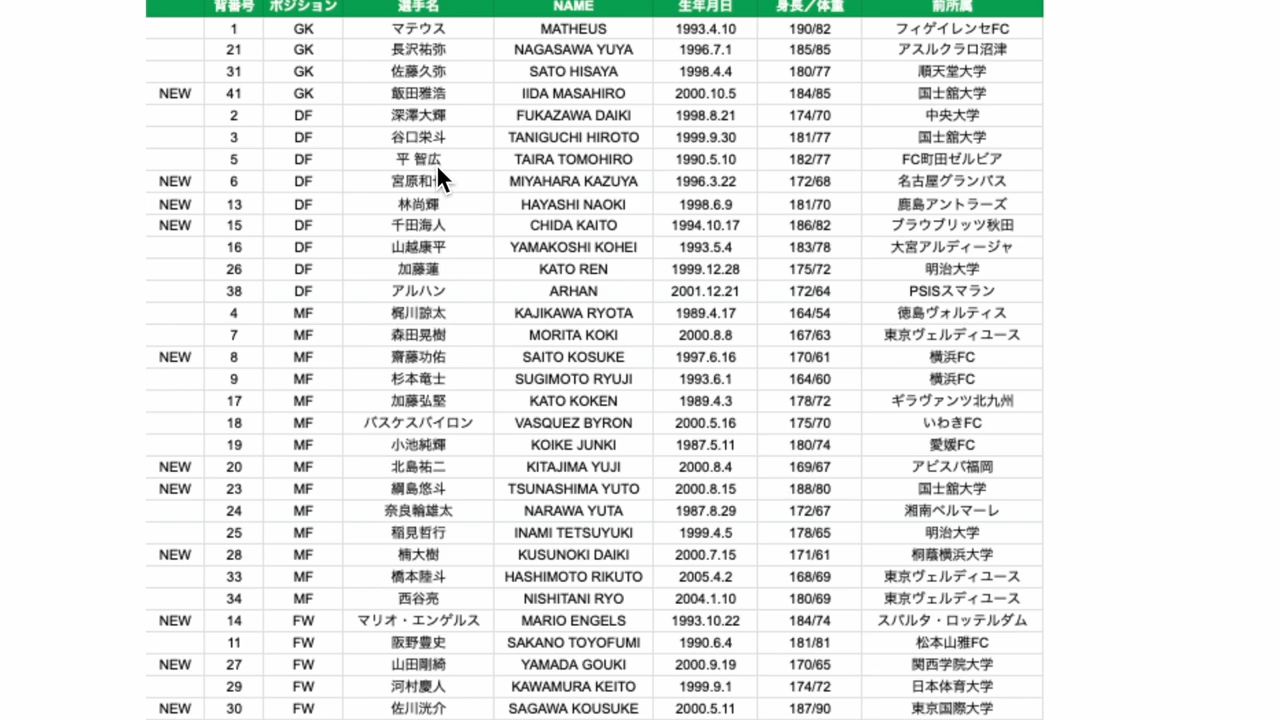 背番号 ポジション 選手名 NAME 生年月日 身長／体重 前所属
1 GK マテウス MATHEUS 1993.4.10 190/82 フィゲイレンセFC
21 GK 長沢祐弥 NAGASAWA YUYA 1996.7.1 185/85 アスルクラロ沼津
31 GK 佐藤久弥 SATO HISAYA 1998.4.4 180/77 順天堂大学
NEW 41 GK 飯田雅浩 IIDA MASAHIRO 2000.10.5 184/85 国士舘大学
2 DF 深澤大輝 FUKAZAWA DAIKI 1998.8.21 174/70 中央大学
3 DF 谷口栄斗 TANIGUCHI HIROTO 1999.9.30 181/77 国士舘大学
5 DF 平 智広 TAIRA TOMOHIRO 1990.5.10 182/77 FC町田ゼルビア
NEW 6 DF 宮原和 MIYAHARA KAZUYA 1996.3.22 172/68 名古屋グランパス
NEW 13 DF 林尚輝 HAYASHI NAOKI 1998.6.9 181/70 鹿島アントラーズ
NEW 15 DF 千田海人 CHIDA KAITO 1994.10.17 186/82 ブラウブリッツ秋田
16 DF 山越康平 YAMAKOSHI KOHEI 1993.5.4 183/78 大宮アルディージャ
26 DF 加藤蓮 KATO REN 1999.12.28 175/72 明治大学
38 DF アルハン ARHAN 2001.12.21 172/64 PSISスマラン
4 MF 梶川諒太 KAJIKAWA RYOTA 1989.4.17 164/54 徳島ヴォルティス
7 MF 森田晃樹 MORITA KOKI 2000.8.8 167/63 東京ヴェルディユース
NEW 8 MF 齋藤功佑 SAITO KOSUKE 1997.6.16 170/61 横浜FC
9 MF 杉本竜士 SUGIMOTO RYUJI 1993.6.1 164/60 横浜FC
17 MF 加藤弘堅 KATO KOKEN 1989.4.3 178/72 ギラヴァンツ北九州
18 MF バスケスバイロン VASQUEZ BYRON 2000.5.16 175/70 いわきFC
19 MF 小池純輝 KOIKE JUNKI 1987.5.11 180/74 愛媛FC
NEW 20 MF 北島祐二 KITAJIMA YUJI 2000.8.4 169/67 アビスパ福岡
NEW 23 MF 綱島悠斗 TSUNASHIMA YUTO 2000.8.15 188/80 国士舘大学
24 MF 奈良輪雄太 NARAWA YUTA 1987.8.29 172/67 湘南ベルマーレ
25 MF 稲見哲行 INAMI TETSUYUKI 1999.4.5 178/65 明治大学
NEW 28 MF 楠大樹 KUSUNOKI DAIKI 2000.7.15 171/61 桐蔭横浜大学
33 MF 橋本陸斗 HASHIMOTO RIKUTO 2005.4.2 168/69 東京ヴェルディユース
34 MF 西谷亮 NISHITANI RYO 2004.1.10 180/69 東京ヴェルディユース
NEW 14 FW マリオ・エンゲルス MARIO ENGELS 1993.10.22 184/74 スパルタ・ロッテルダム
11 FW 阪野豊史 SAKANO TOYOFUMI 1990.6.4 181/81 松本山雅FC
NEW 27 FW 山田剛綺 YAMADA GOUKI 2000.9.19 170/65 関西学院大学
29 FW 河村慶人 KAWAMURA KEITO 1999.9.1 174/72 日本体育大学
NEW 30 FW 佐川洸介 SAGAWA KOUSUKE 2000.5.11 187/90 東京国際大学